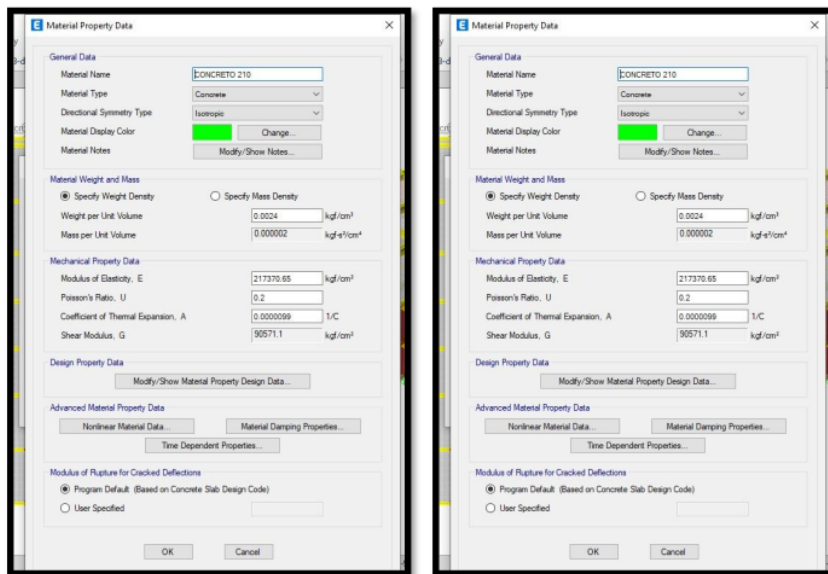 Material Property Data
General Data
Material Name CONCRETO 210
Material Type Concrete
Directional Symmetry Type Isotropic
Material Display Color Change...
Material Notes Modify/Show Notes...
Material Weight and Mass
Specify Weight Density Specify Mass Density
Weight per Unit Volume 0.0024 kgf/cm³
Mass per Unit Volume 0.000002 kgf-s²/cm⁴
Mechanical Property Data
Modulus of Elasticity, E 217370.65 kgf/cm²
Poisson's Ratio, U 0.2
Coefficient of Thermal Expansion, A 0.0000099 1/C
Shear Modulus, G 90571.1 kgf/cm²
Design Property Data
Modify/Show Material Property Design Data...
Advanced Material Property Data
Nonlinear Material Data... Material Damping Properties...
Time Dependent Properties...
Modulus of Rupture for Cracked Deflections
Program Default (Based on Concrete Slab Design Code)
User Specified
OK Cancel
Material Property Data
General Data
Material Name CONCRETO 210
Material Type Concrete
Directional Symmetry Type Isotropic
Material Display Color Change...
Material Notes Modify/Show Notes...
Material Weight and Mass
Specify Weight Density Specify Mass Density
Weight per Unit Volume 0.0024 kgf/cm³
Mass per Unit Volume 0.000002 kgf-s²/cm⁴
Mechanical Property Data
Modulus of Elasticity, E 217370.65 kgf/cm²
Poisson's Ratio, U 0.2
Coefficient of Thermal Expansion, A 0.0000099 1/C
Shear Modulus, G 90571.1 kgf/cm²
Design Property Data
Modify/Show Material Property Design Data...
Advanced Material Property Data
Nonlinear Material Data... Material Damping Properties...
Time Dependent Properties...
Modulus of Rupture for Cracked Deflections
Program Default (Based on Concrete Slab Design Code)
User Specified
OK Cancel